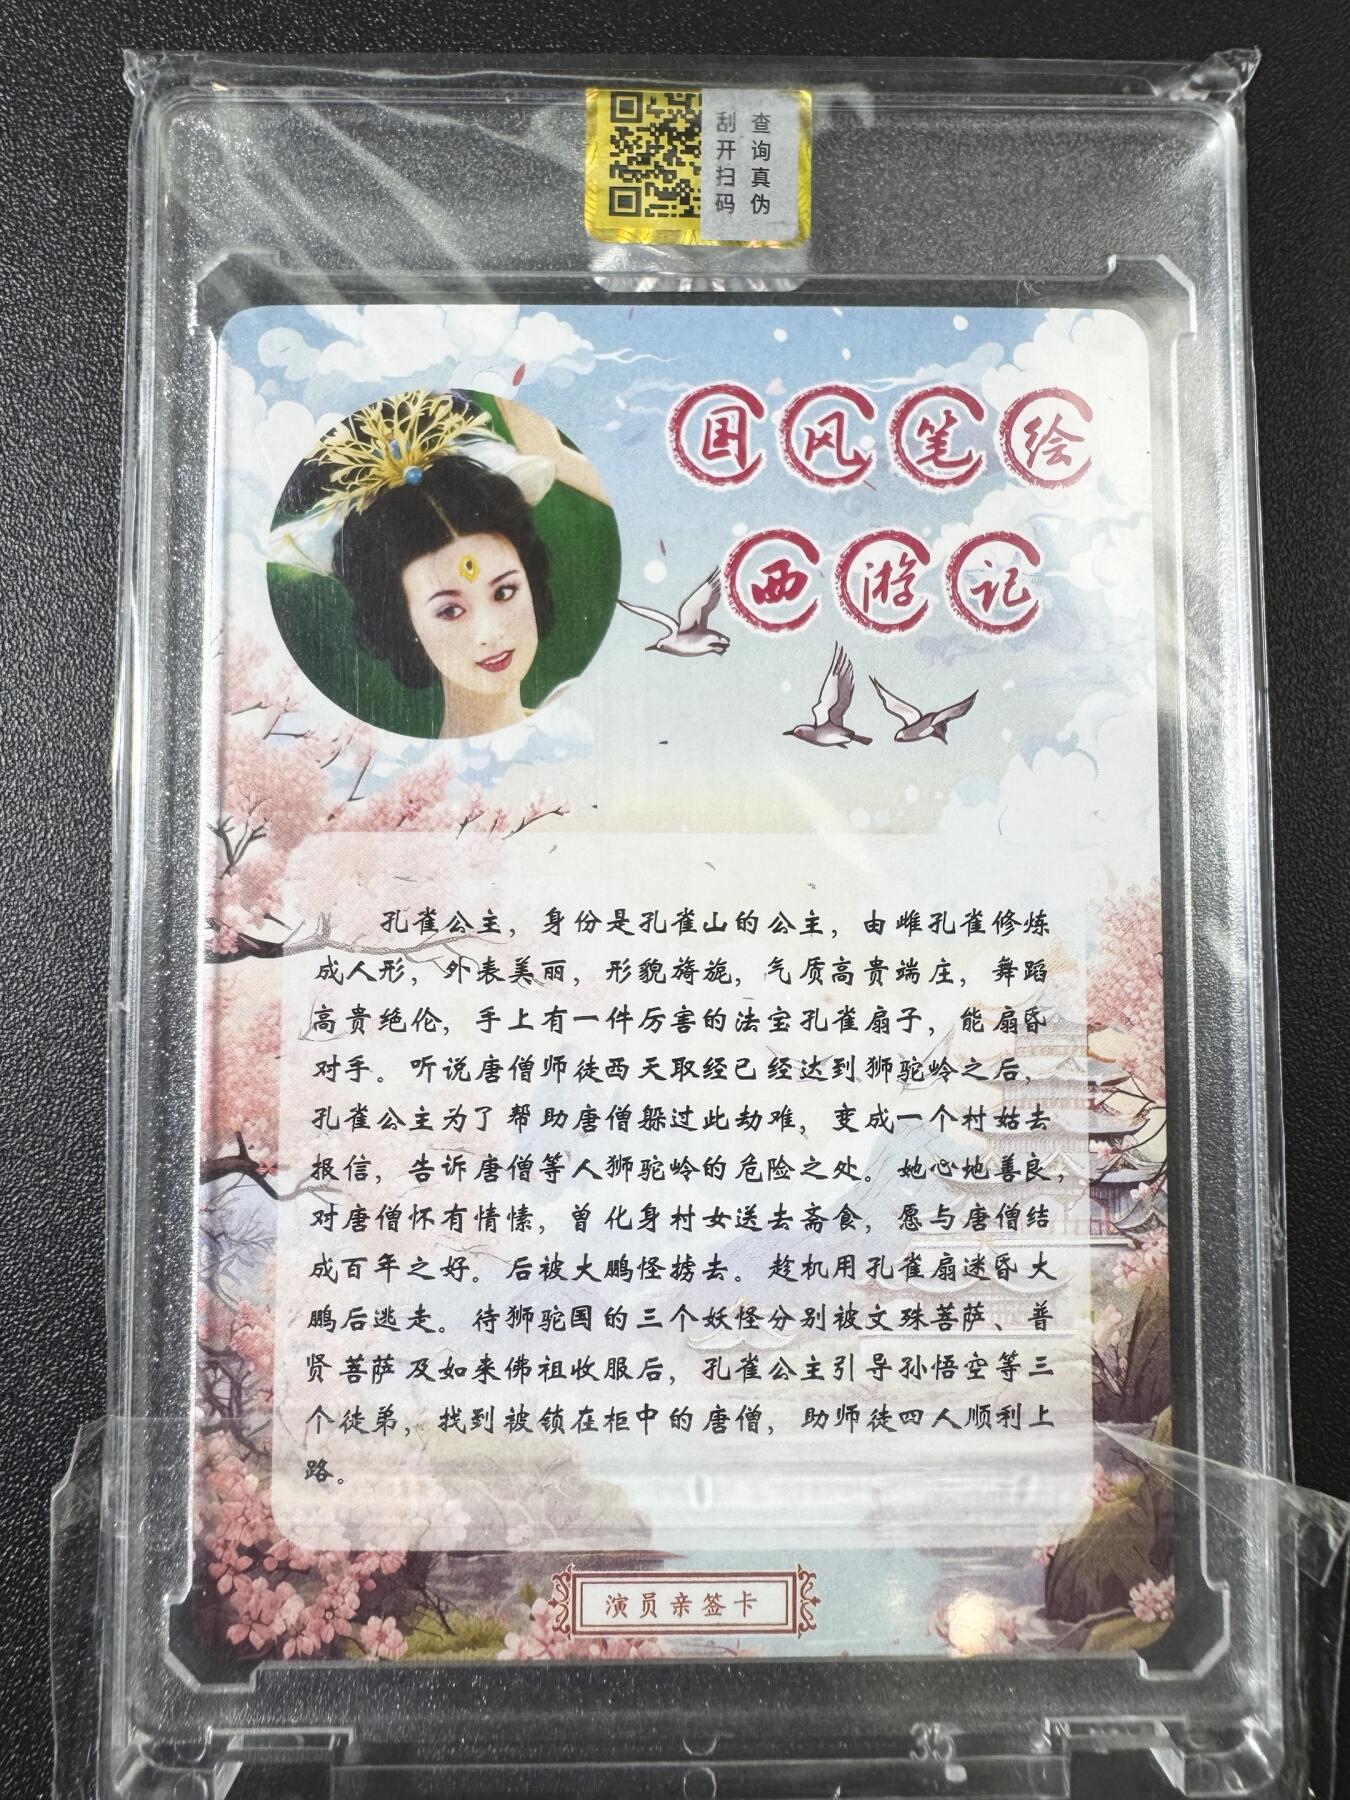 查询真伪
刮开扫码
国风笔绘
西游记
孔雀公主，身份是孔雀山的公主，由雌孔雀修炼
成人形，外表美丽，形貌旖旎，气质高贵端庄，舞蹈
高贵绝伦，手上有一件厉害的法宝孔雀扇子，能扇昏
对手。听说唐僧师徒西天取经已经达到狮驼岭之后，
孔雀公主为了帮助唐僧躲过此劫难，变成一个村姑去
报信，告诉唐僧等人狮驼岭的危险之处。她心地善良，
对唐僧怀有情愫，曾化身村女送去斋食，愿与唐僧结
成百年之好。后被大鹏怪掳去。趁机用孔雀扇迷昏大
鹏后逃走。待狮驼国的三个妖怪分别被文殊菩萨、普
贤菩萨及如来佛祖收服后，孔雀公主引导孙悟空等三
个徒弟，找到被锁在柜中的唐僧，助师徒四人顺利上
路。
演员亲签卡
35